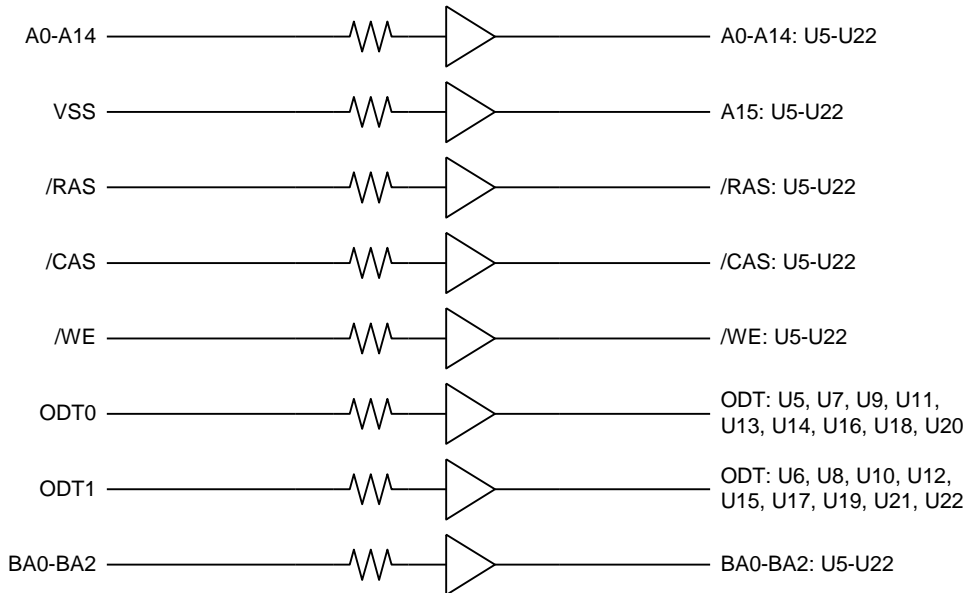 A0-A14
A0-A14: U5-U22
VSS
A15: U5-U22
/RAS
/RAS: U5-U22
/CAS
/CAS: U5-U22
/WE
/WE: U5-U22
ODT0
ODT: U5, U7, U9, U11,
U13, U14, U16, U18, U20
ODT1
ODT: U6, U8, U10, U12,
U15, U17, U19, U21, U22
BA0-BA2
BA0-BA2: U5-U22